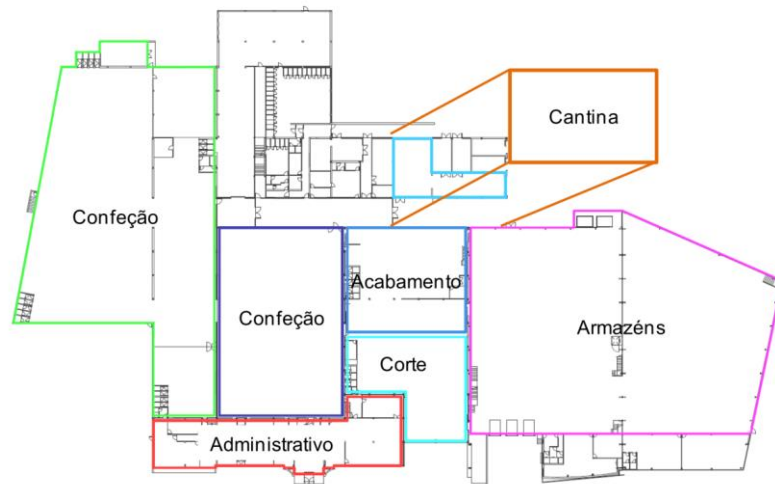 Cantina
Confeção
Acabamento
Confeção
Armazéns
Corte
Administrativo